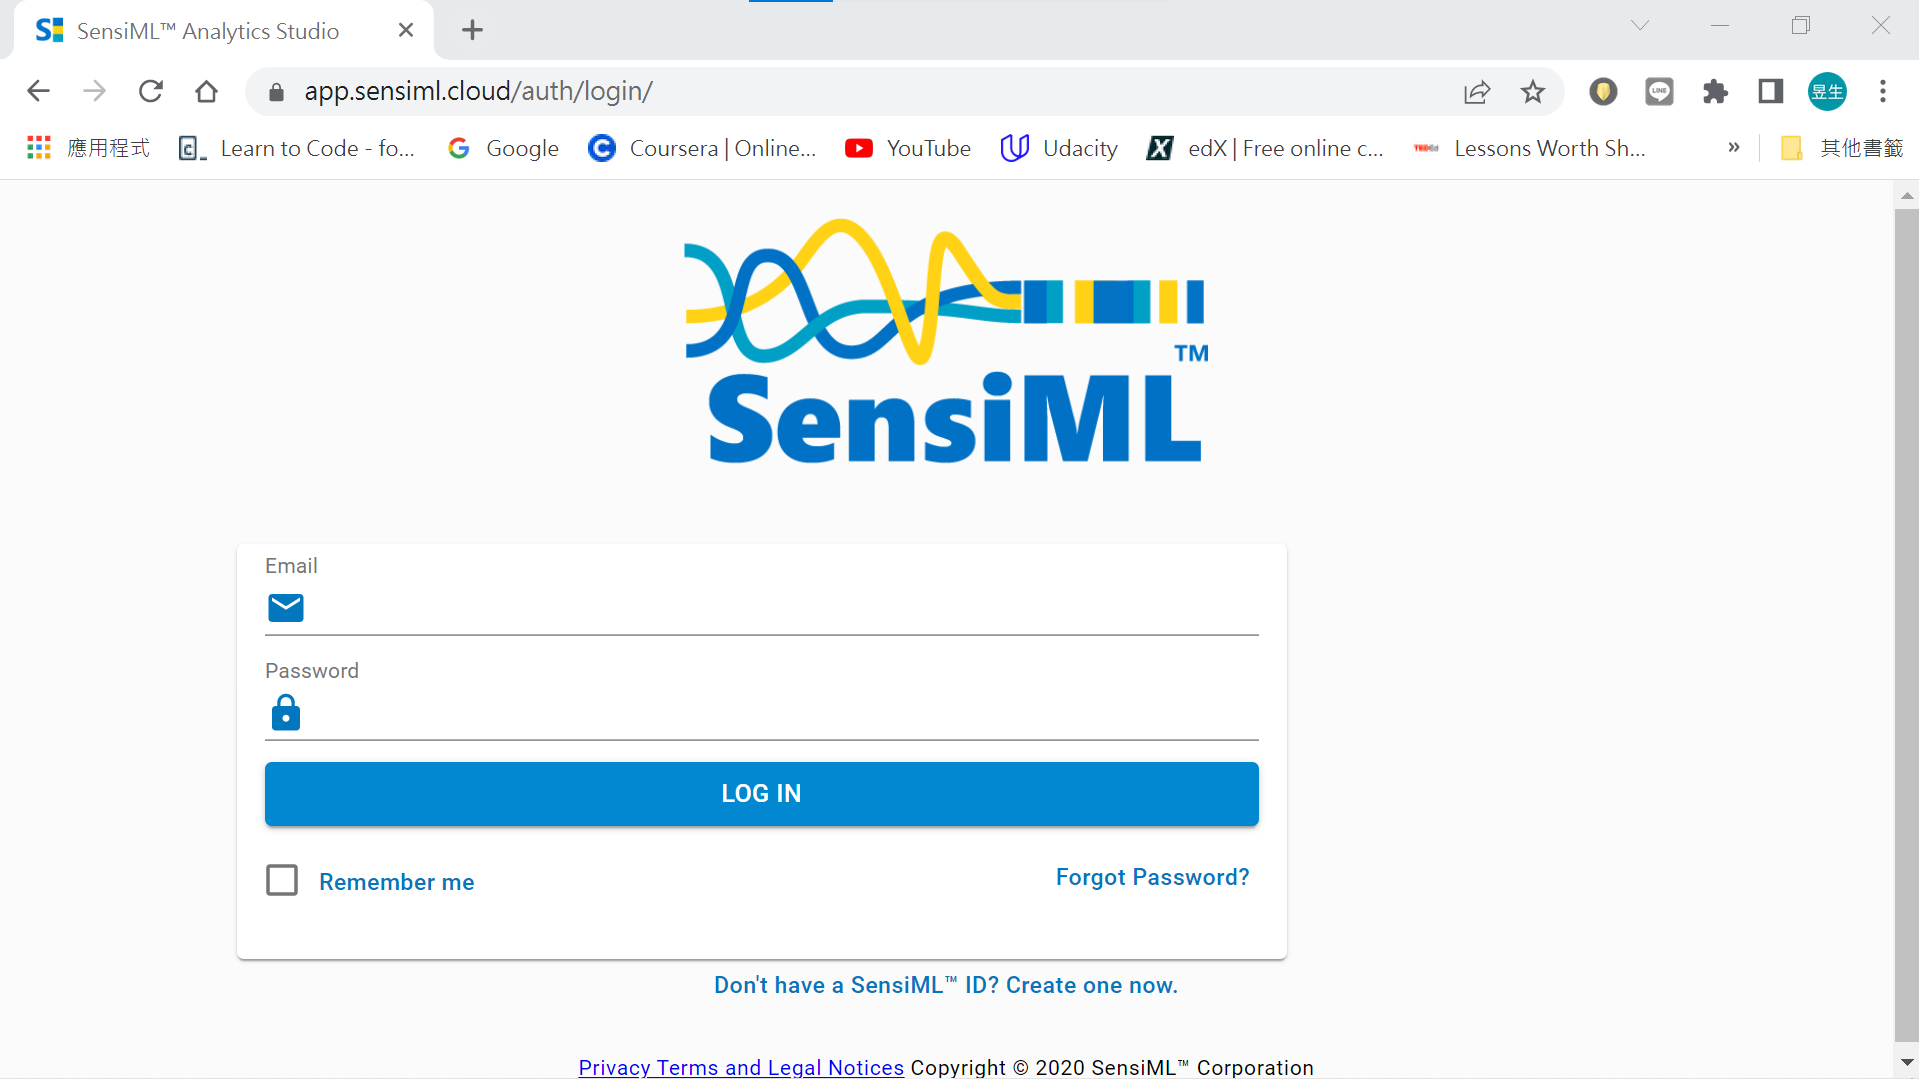 SensiML™ Analytics Studio
app.sensiml.cloud/auth/login/
LINE
昱生
應用程式
Learn to Code - fo...
Google
Coursera | Online...
YouTube
Udacity
edX | Free online c...
Lessons Worth Sh...
»
其他書籤
TM
SensiML
Email
Password
LOG IN
Remember me
Forgot Password?
Don't have a SensiML™ ID? Create one now.
Privacy Terms and Legal Notices Copyright © 2020 SensiML™ Corporation